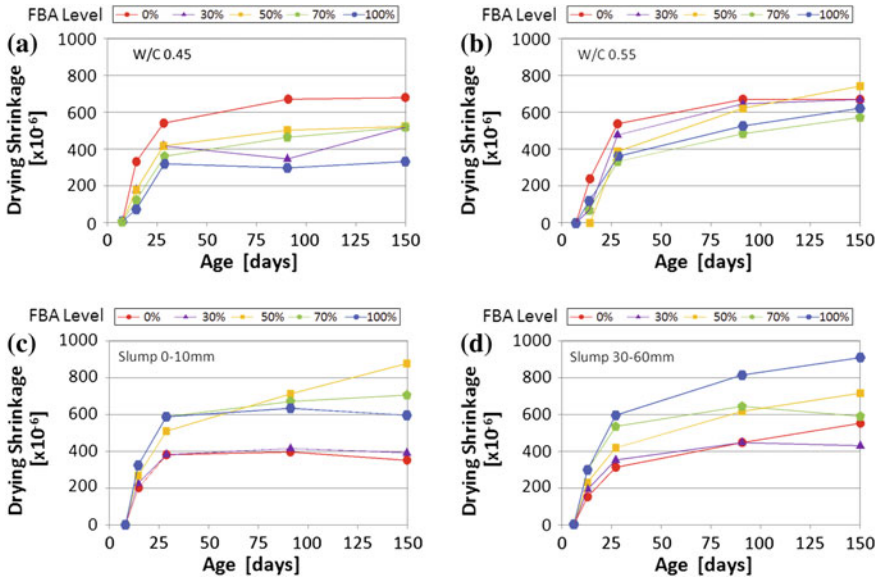 FBA Level 0% 30% 50% 70% 100%
(a)
W/C 0.45
Drying Shrinkage
[x10-6]
1000
800
600
400
200
0
0 25 50 75 100 125 150
Age [days]
FBA Level 0% 30% 50% 70% 100%
(b)
W/C 0.55
Drying Shrinkage
[x10-6]
1000
800
600
400
200
0
0 25 50 75 100 125 150
Age [days]
FBA Level 0% 30% 50% 70% 100%
(c)
Slump 0-10mm
Drying Shrinkage
[x10-6]
1000
800
600
400
200
0
0 25 50 75 100 125 150
Age [days]
FBA Level 0% 30% 50% 70% 100%
(d)
Slump 30-60mm
Drying Shrinkage
[x10-6]
1000
800
600
400
200
0
0 25 50 75 100 125 150
Age [days]